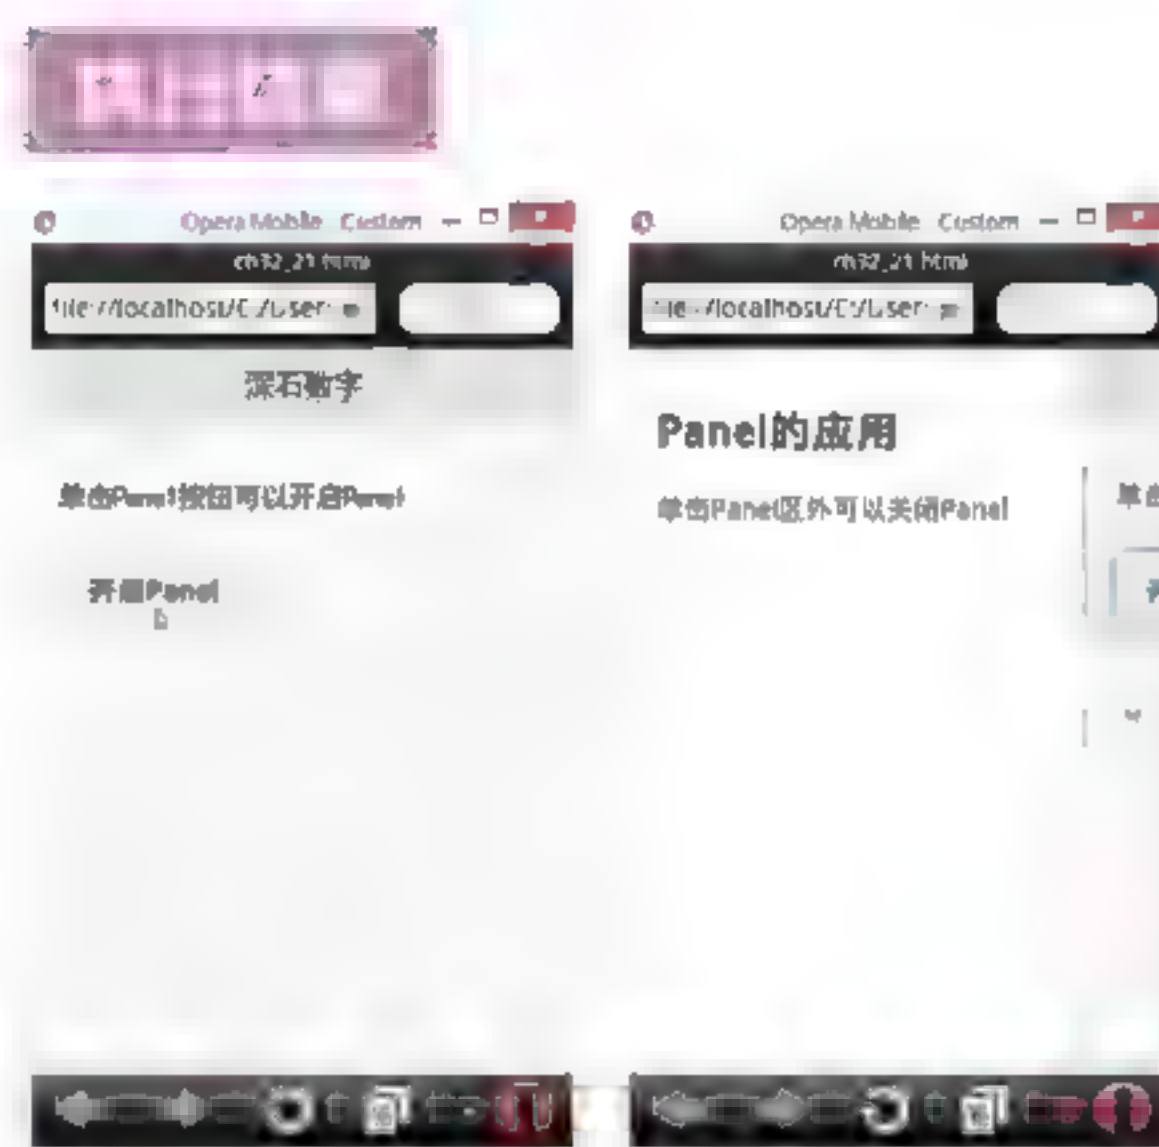 Opera Mobile Custom
ch32_21 html
file://localhost/C:/User
深石数字
单击Panel按钮可以开启Panel
开启Panel
Opera Mobile Custom
ch32_21 html
file://localhost/C:/User
Panel的应用
单击Panel区外可以关闭Panel
单击